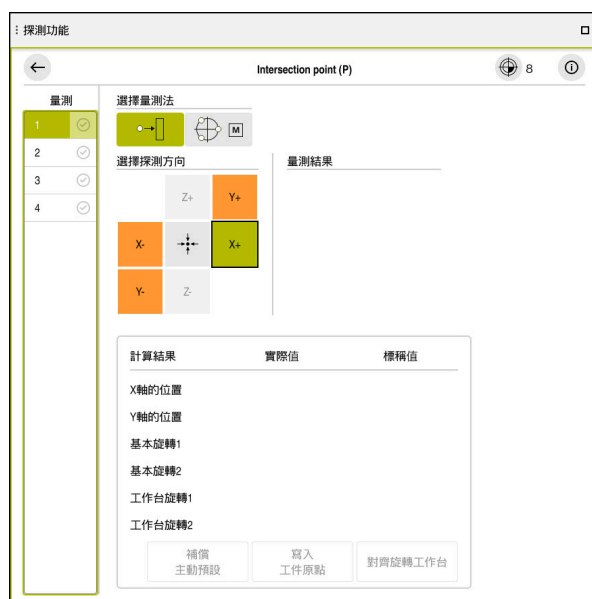 探測功能
Intersection point (P)
8
量測
1
2
3
4
選擇量測法
M
選擇探測方向
量測結果
Z+
Y+
X-
X+
Y-
Z-
計算結果 實際值 標稱值
X軸的位置
Y軸的位置
基本旋轉1
基本旋轉2
工作台旋轉1
工作台旋轉2
補償
主動預設
寫入
工件原點
對齊旋轉工作台